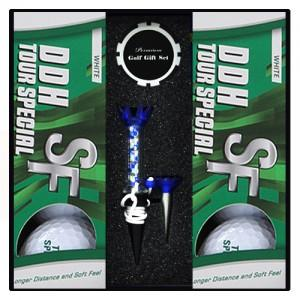 WHITE
DDH
TOUR SPECIAL
SF
Longer Distance and Soft Feel
Premium
Golf Gift Set
WHITE
DDH
TOUR SPECIAL
SF
Longer Distance and Soft Feel